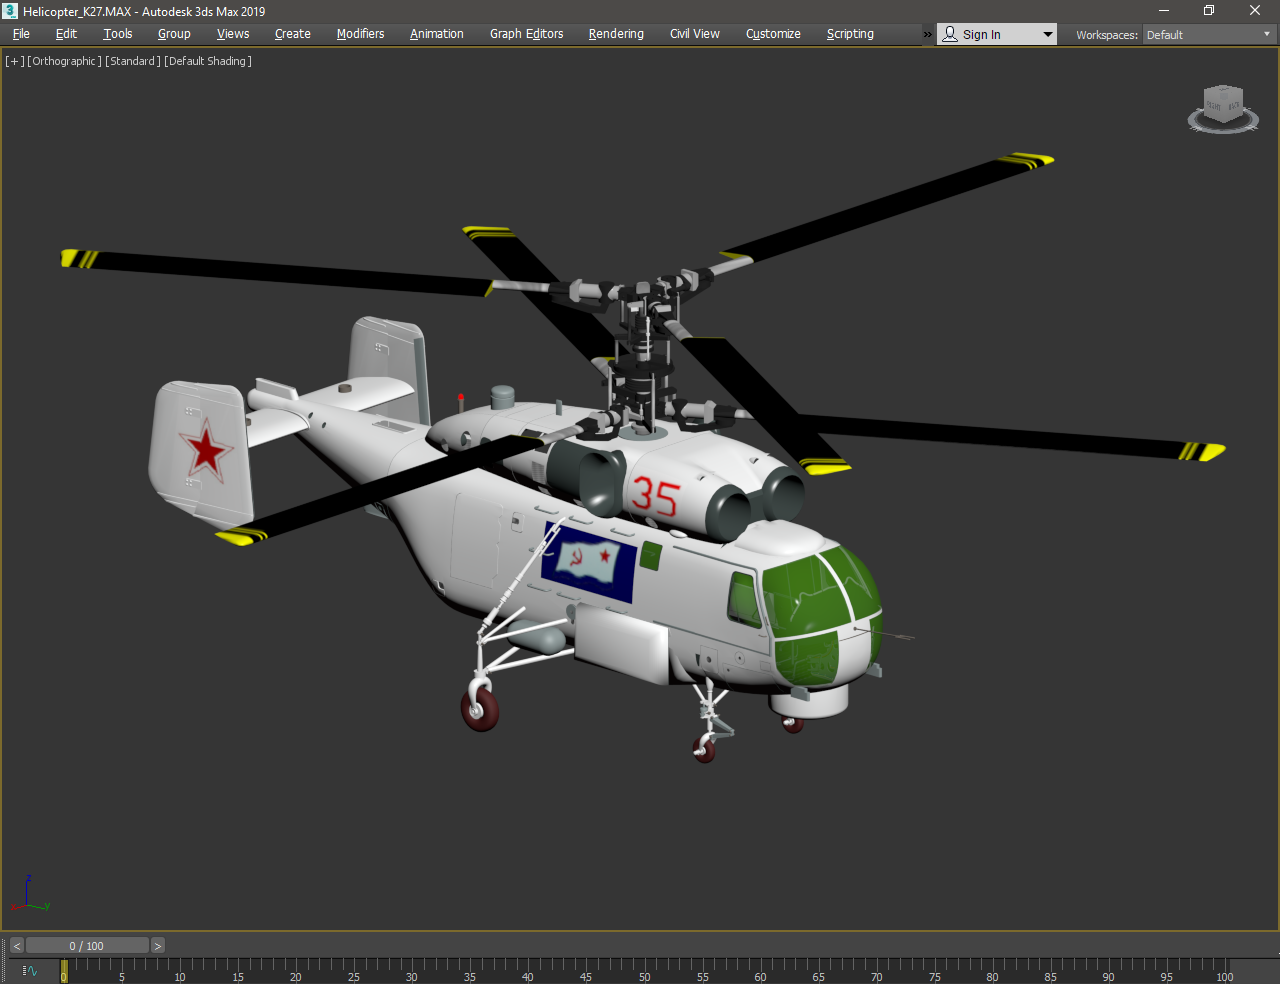 Helicopter_K27.MAX - Autodesk 3ds Max 2019
File Edit Tools Group Views Create Modifiers Animation Graph Editors Rendering Civil View Customize Scripting » Sign In Workspaces: Default
[+] [Orthographic] [Standard] [Default Shading]
35
z
y
< 0 / 100 >
0 5 10 15 20 25 30 35 40 45 50 55 60 65 70 75 80 85 90 95 100